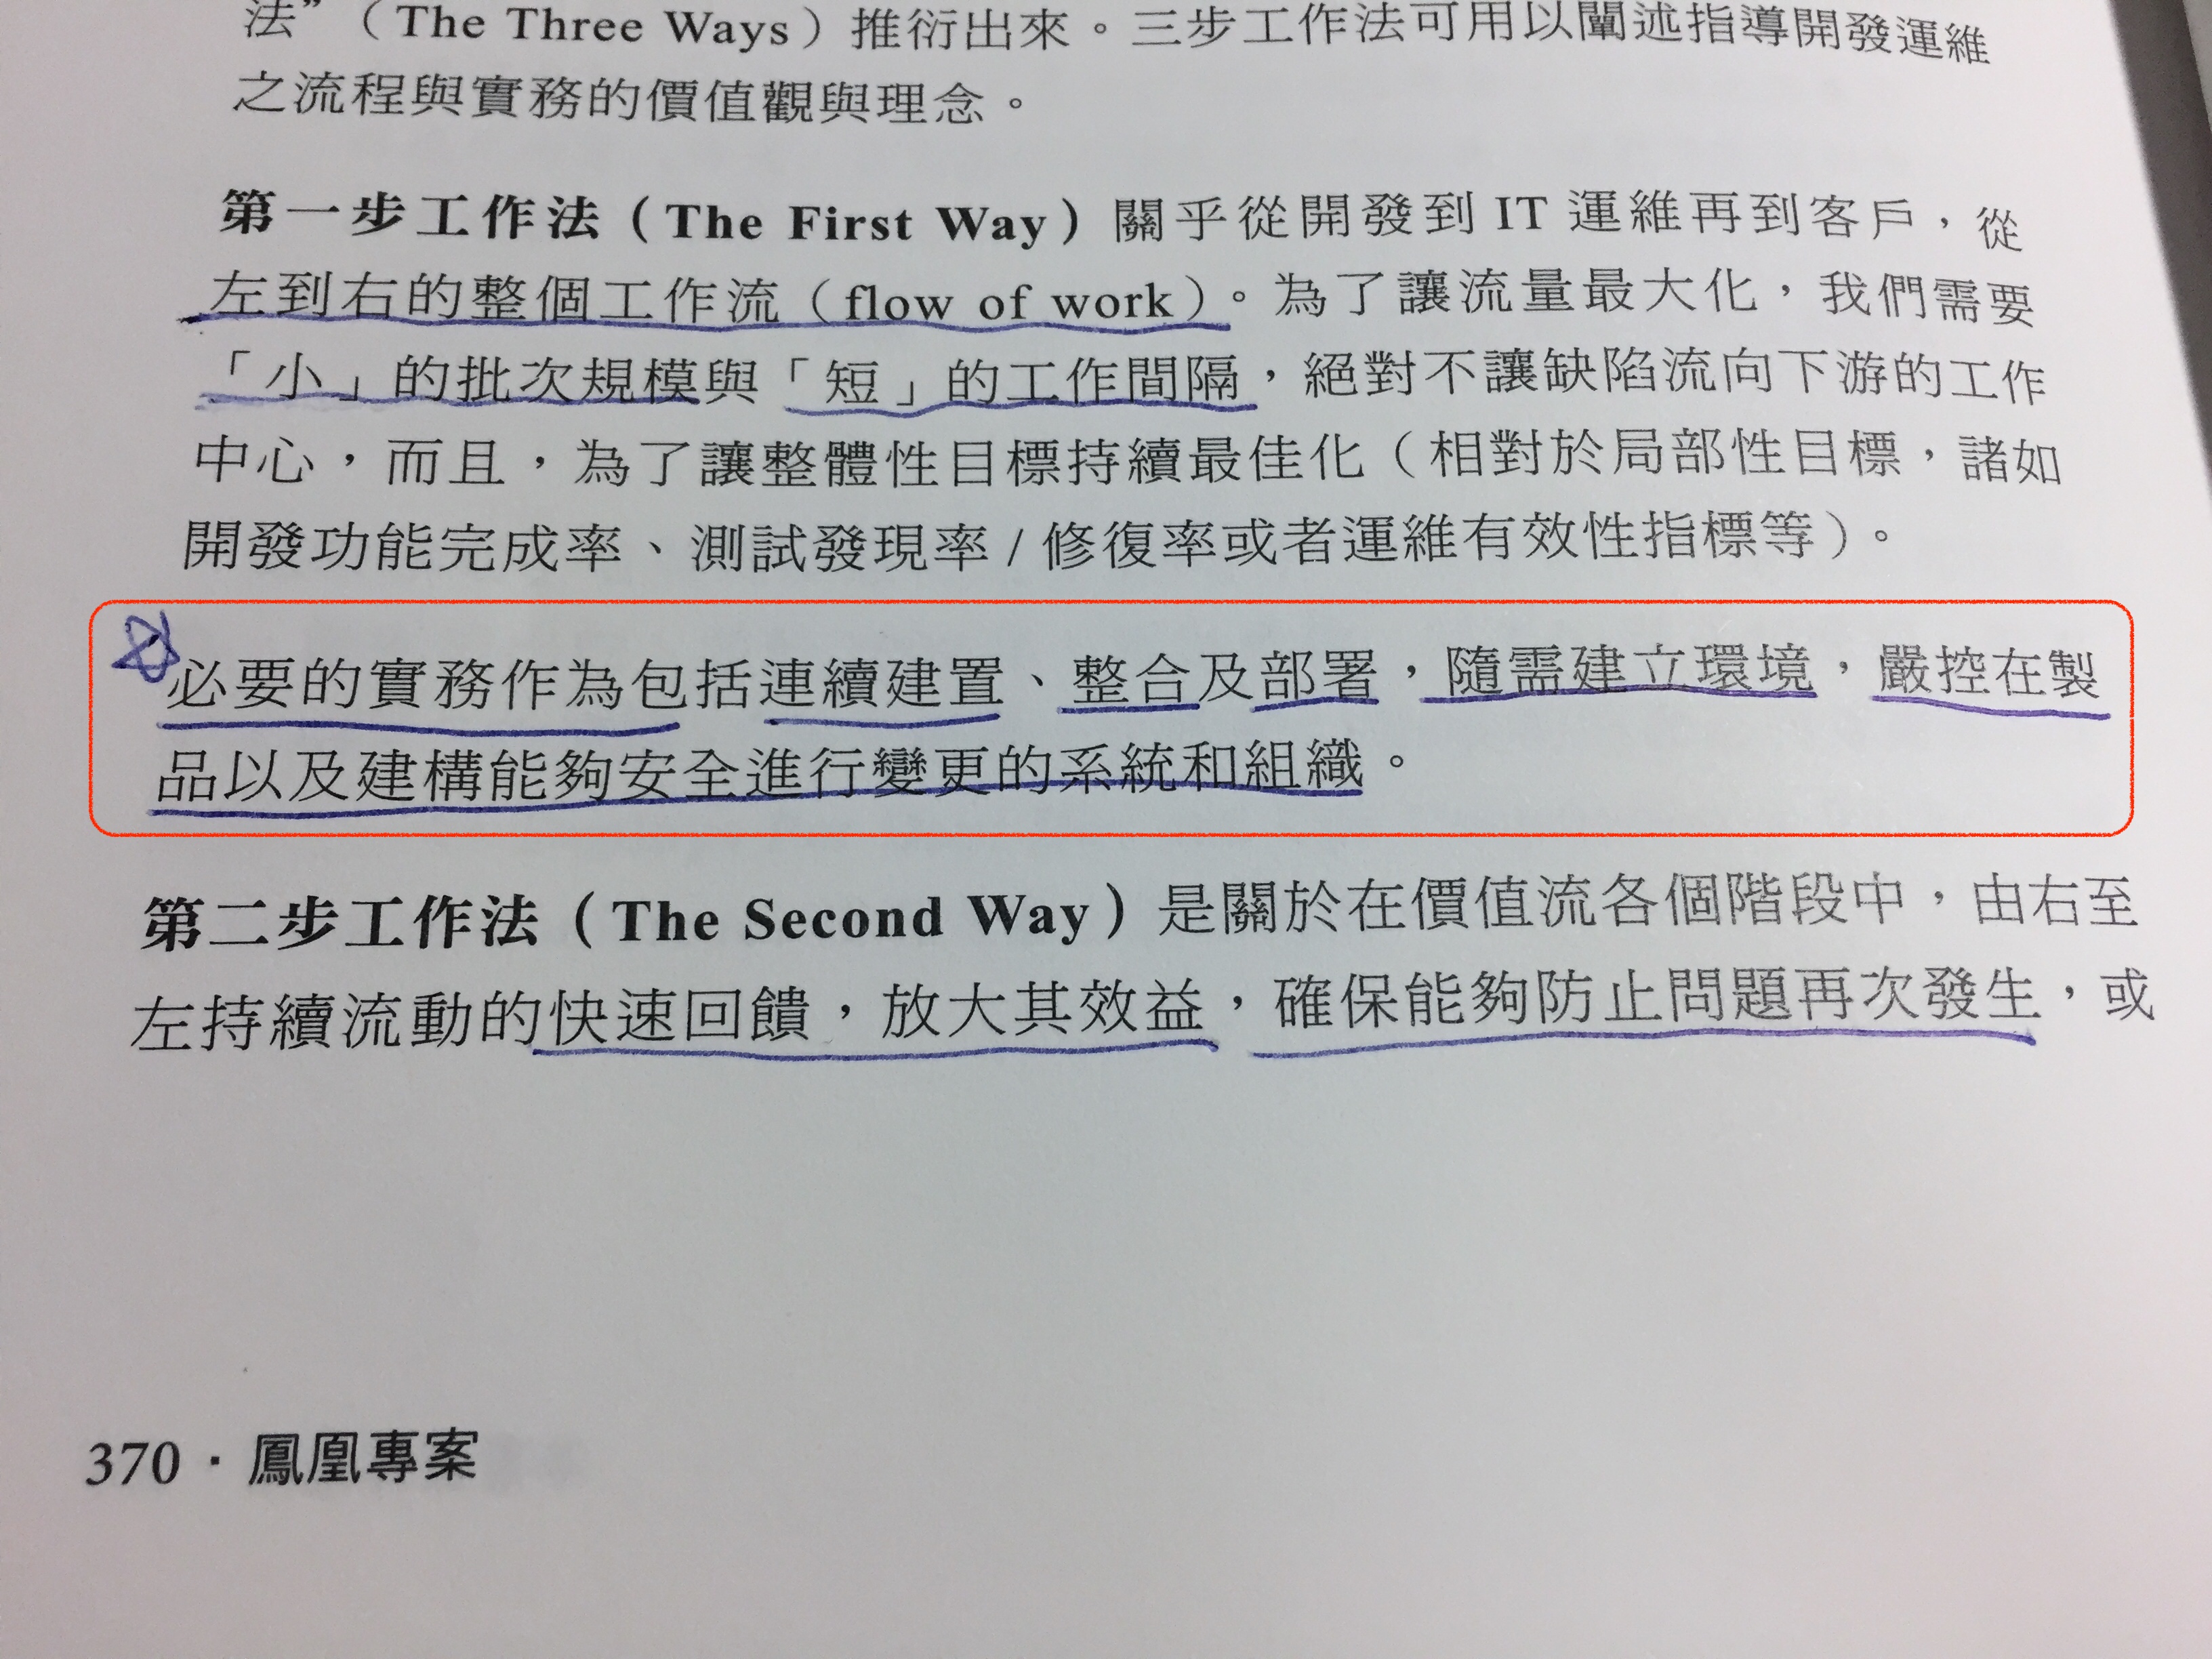 法”（The Three Ways）推衍出來。三步工作法可用以闡述指導開發運維
之流程與實務的價值觀與理念。
第一步工作法（The First Way）關乎從開發到 IT 運維再到客戶，從
左到右的整個工作流（flow of work）。為了讓流量最大化，我們需要
「小」的批次規模與「短」的工作間隔，絕對不讓缺陷流向下游的工作
中心，而且，為了讓整體性目標持續最佳化（相對於局部性目標，諸如
開發功能完成率、測試發現率 / 修復率或者運維有效性指標等）。
必要的實務作為包括連續建置、整合及部署，隨需建立環境，嚴控在製
品以及建構能夠安全進行變更的系統和組織。
第二步工作法（The Second Way）是關於在價值流各個階段中，由右至
左持續流動的快速回饋，放大其效益，確保能夠防止問題再次發生，或
370 · 鳳凰專案